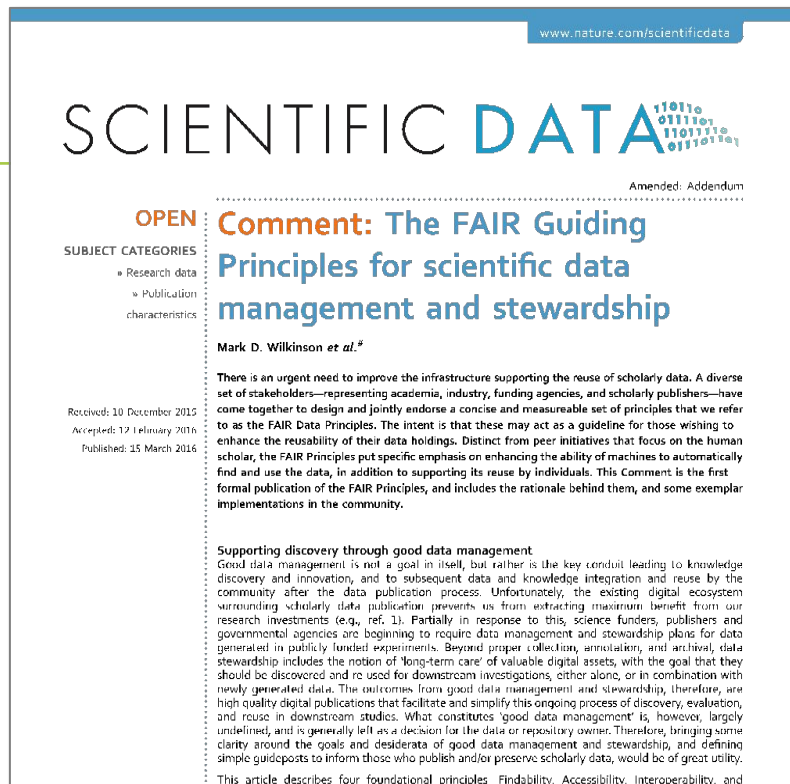 www.nature.com/scientificdata
SCIENTIFIC DATA
110110
011101
11011110
011101101
Amended: Addendum
OPEN
SUBJECT CATEGORIES
» Research data
» Publication
characteristics
Received: 10 December 2015
Accepted: 12 February 2016
Published: 15 March 2016
Comment: The FAIR Guiding
Principles for scientific data
management and stewardship
Mark D. Wilkinson et al.#
There is an urgent need to improve the infrastructure supporting the reuse of scholarly data. A diverse
set of stakeholders—representing academia, industry, funding agencies, and scholarly publishers—have
come together to design and jointly endorse a concise and measureable set of principles that we refer
to as the FAIR Data Principles. The intent is that these may act as a guideline for those wishing to
enhance the reusability of their data holdings. Distinct from peer initiatives that focus on the human
scholar, the FAIR Principles put specific emphasis on enhancing the ability of machines to automatically
find and use the data, in addition to supporting its reuse by individuals. This Comment is the first
formal publication of the FAIR Principles, and includes the rationale behind them, and some exemplar
implementations in the community.
Supporting discovery through good data management
Good data management is not a goal in itself, but rather is the key conduit leading to knowledge
discovery and innovation, and to subsequent data and knowledge integration and reuse by the
community after the data publication process. Unfortunately, the existing digital ecosystem
surrounding scholarly data publication prevents us from extracting maximum benefit from our
research investments (e.g., ref. 1). Partially in response to this, science funders, publishers and
governmental agencies are beginning to require data management and stewardship plans for data
generated in publicly funded experiments. Beyond proper collection, annotation, and archival, data
stewardship includes the notion of 'long-term care' of valuable digital assets, with the goal that they
should be discovered and re-used for downstream investigations, either alone, or in combination with
newly generated data. The outcomes from good data management and stewardship, therefore, are
high quality digital publications that facilitate and simplify this ongoing process of discovery, evaluation,
and reuse in downstream studies. What constitutes 'good data management' is, however, largely
undefined, and is generally left as a decision for the data or repository owner. Therefore, bringing some
clarity around the goals and desiderata of good data management and stewardship, and defining
simple guideposts to inform those who publish and/or preserve scholarly data, would be of great utility.
This article describes four foundational principles Findability, Accessibility, Interoperability, and